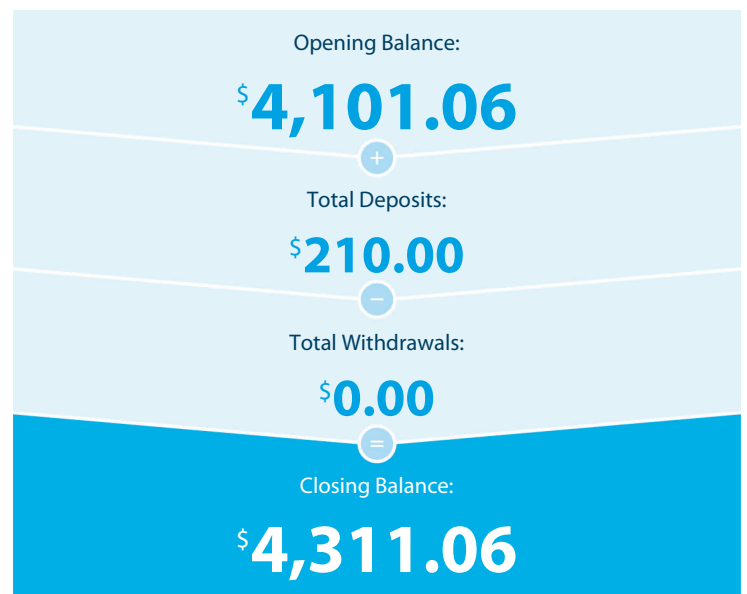 Opening Balance:
$4,101.06
+
Total Deposits:
$210.00
−
Total Withdrawals:
$0.00
=
Closing Balance:
$4,311.06